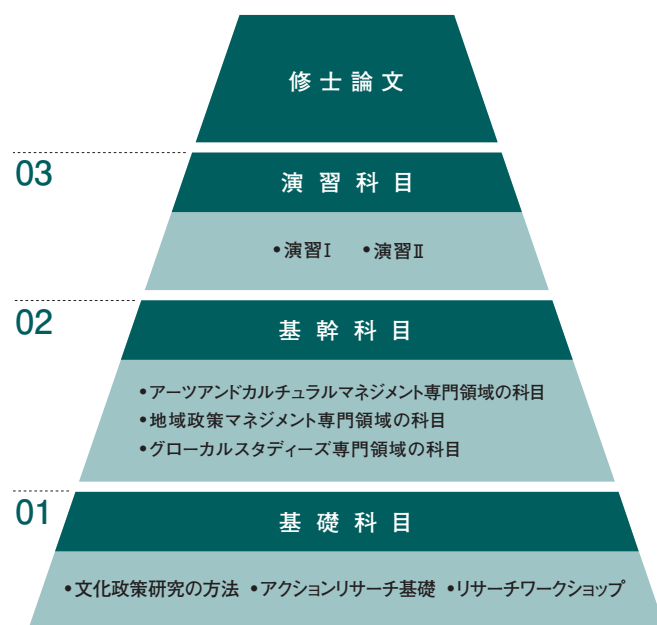 修士論文
03
演習科目
•演習Ⅰ •演習Ⅱ
02
基幹科目
•アーツアンドカルチュラルマネジメント専門領域の科目
•地域政策マネジメント専門領域の科目
•グローカルスタディーズ専門領域の科目
01
基礎科目
•文化政策研究の方法 •アクションリサーチ基礎 •リサーチワークショップ